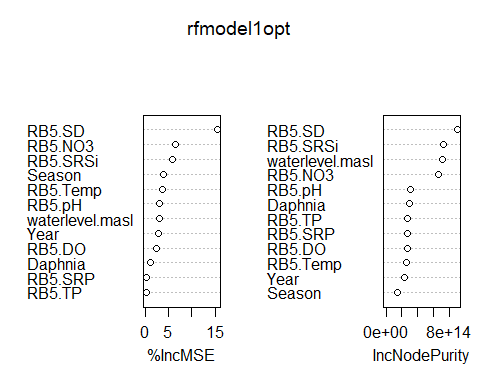 rfmodel1opt
RB5.SD
RB5.NO3
RB5.SRSi
Season
RB5.Temp
RB5.pH
waterlevel.masl
Year
RB5.DO
Daphnia
RB5.SRP
RB5.TP
0 5 15
%IncMSE
RB5.SD
RB5.SRSi
waterlevel.masl
RB5.NO3
RB5.pH
Daphnia
RB5.TP
RB5.SRP
RB5.DO
RB5.Temp
Year
Season
0e+00 8e+14
IncNodePurity